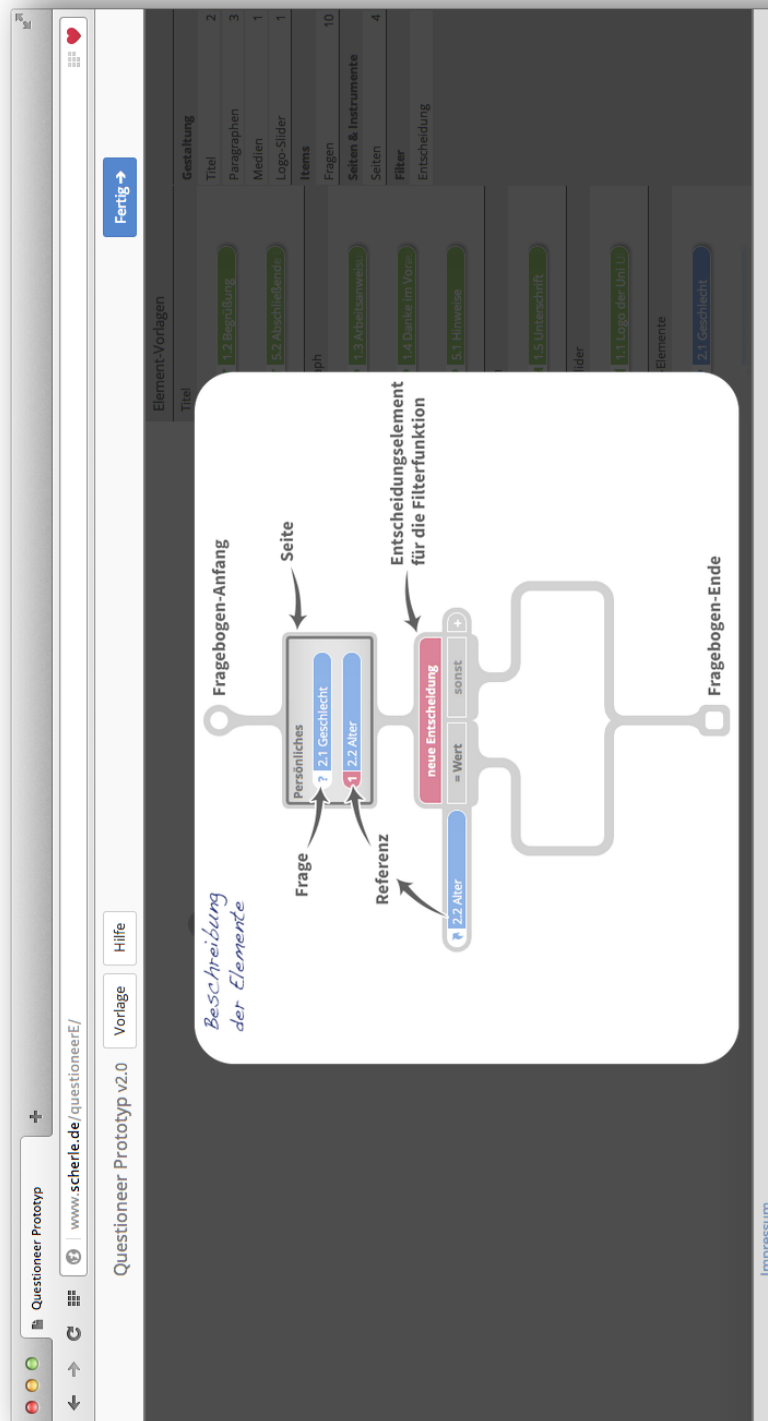 Questioneer Prototyp
www.scherle.de/questioneerE/
Questioneer Prototyp v2.0
Vorlage
Hilfe
Fertig →
Element-Vorlagen
Titel
1.2 Begrüßung
5.2 Abschließende
1.3 Arbeitsanweis
1.4 Danke im Vora
5.1 Hinweise
1.5 Unterschrift
1.1 Logo der Uni U
2.1 Geschlecht
Gestaltung
Titel 2
Paragraphen 3
Medien 1
Logo-Slider 1
Items
Fragen 10
Seiten & Instrumente
Seiten 4
Filter
Entscheidung
Beschreibung
der Elemente
Fragebogen-Anfang
Seite
Persönliches
? 2.1 Geschlecht
1 2.2 Alter
Frage
Referenz
Entscheidungselement
für die Filterfunktion
neue Entscheidung
2.2 Alter
= Wert
sonst
+
Fragebogen-Ende
Impressum